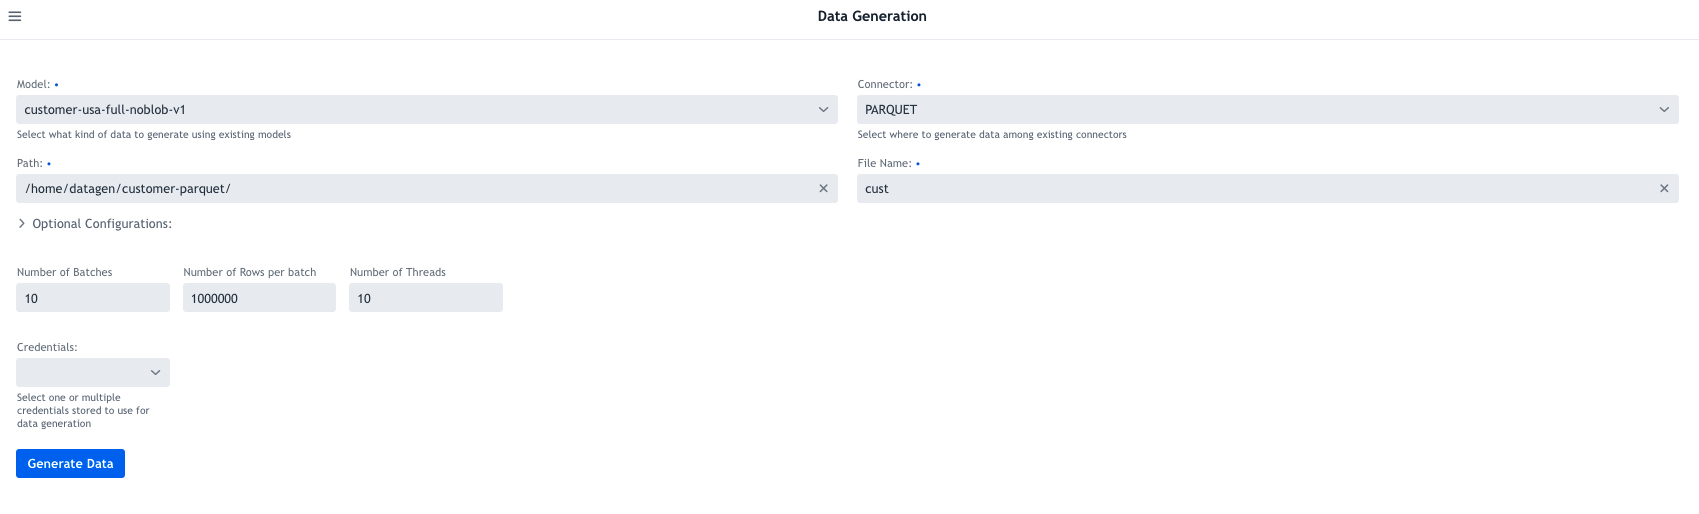 Data Generation
Model: •
Connector: •
customer-usa-full-noblob-v1
PARQUET
Select what kind of data to generate using existing models
Select where to generate data among existing connectors
Path: •
File Name: •
/home/datagen/customer-parquet/
cust
Optional Configurations:
Number of Batches
Number of Rows per batch
Number of Threads
10
1000000
10
Credentials:
Select one or multiple
credentials stored to use for
data generation
Generate Data